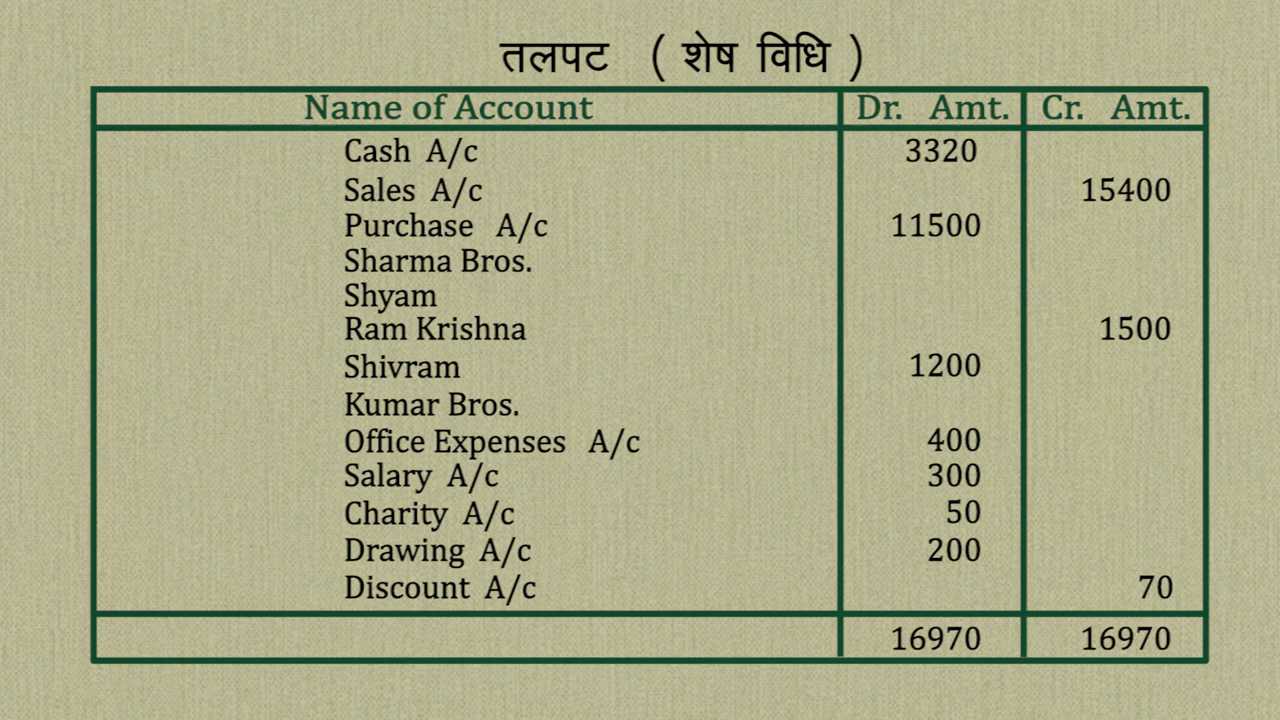 तलपट ( शेष विधि )
Name of Account Dr. Amt. Cr. Amt.
Cash A/c 3320
Sales A/c 15400
Purchase A/c 11500
Sharma Bros.
Shyam
Ram Krishna 1500
Shivram 1200
Kumar Bros.
Office Expenses A/c 400
Salary A/c 300
Charity A/c 50
Drawing A/c 200
Discount A/c 70
16970 16970